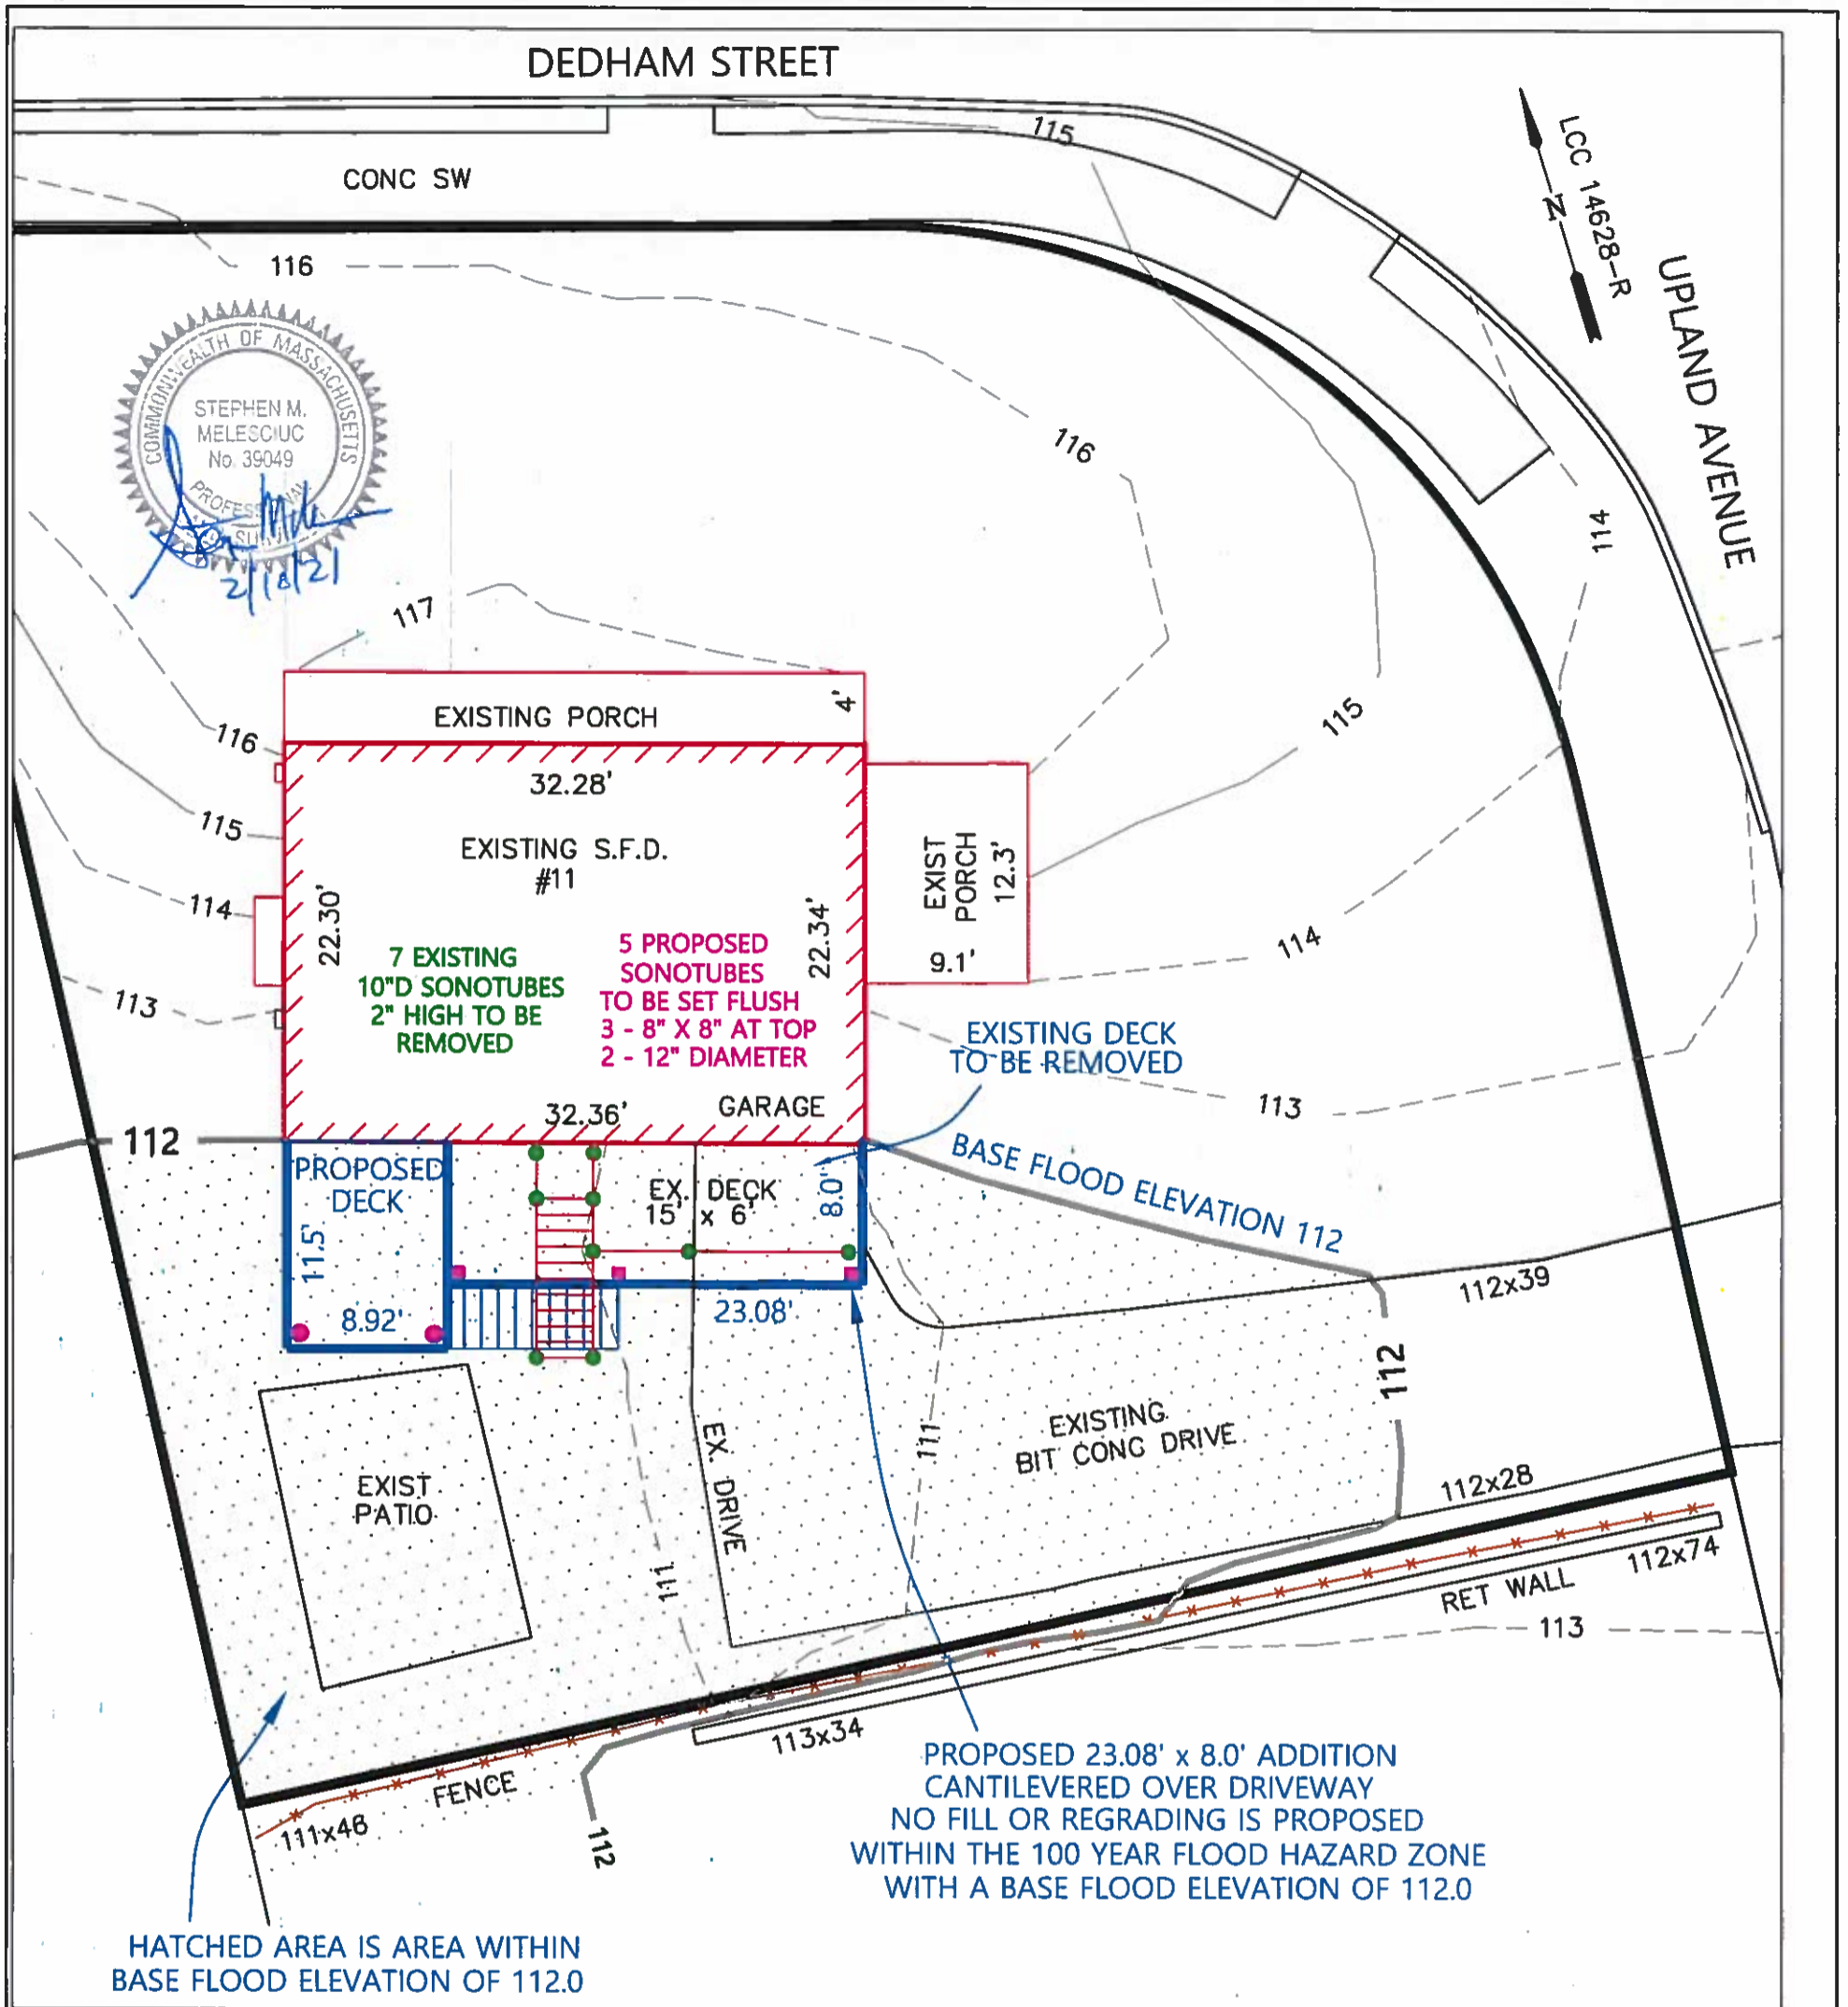 DEDHAM STREET
CONC SW
115
LCC 14628-R
N
UPLAND AVENUE
116
COMMONWEALTH OF MASSACHUSETTS
STEPHEN M.
MELESCIUC
No. 39049
2/18/21
116
114
117
EXISTING PORCH
4'
116
115
32.28'
115
EXISTING S.F.D.
#11
EXIST
PORCH
12.3'
9.1'
114
22.30'
22.34'
114
7 EXISTING
10"D SONOTUBES
2" HIGH TO BE
REMOVED
5 PROPOSED
SONOTUBES
TO BE SET FLUSH
3 - 8" X 8" AT TOP
2 - 12" DIAMETER
113
EXISTING DECK
TO BE REMOVED
113
32.36'
GARAGE
112
PROPOSED
DECK
11.5'
8.92'
EX. DECK
15' x 6'
8.0'
BASE FLOOD ELEVATION 112
23.08'
112x39
112
EX. DRIVE
111
EXISTING
BIT CONC DRIVE
EXIST
PATIO
111
112x28
112x74
RET WALL
113
113x34
FENCE
111x46
112
PROPOSED 23.08' x 8.0' ADDITION
CANTILEVERED OVER DRIVEWAY
NO FILL OR REGRADING IS PROPOSED
WITHIN THE 100 YEAR FLOOD HAZARD ZONE
WITH A BASE FLOOD ELEVATION OF 112.0
HATCHED AREA IS AREA WITHIN
BASE FLOOD ELEVATION OF 112.0